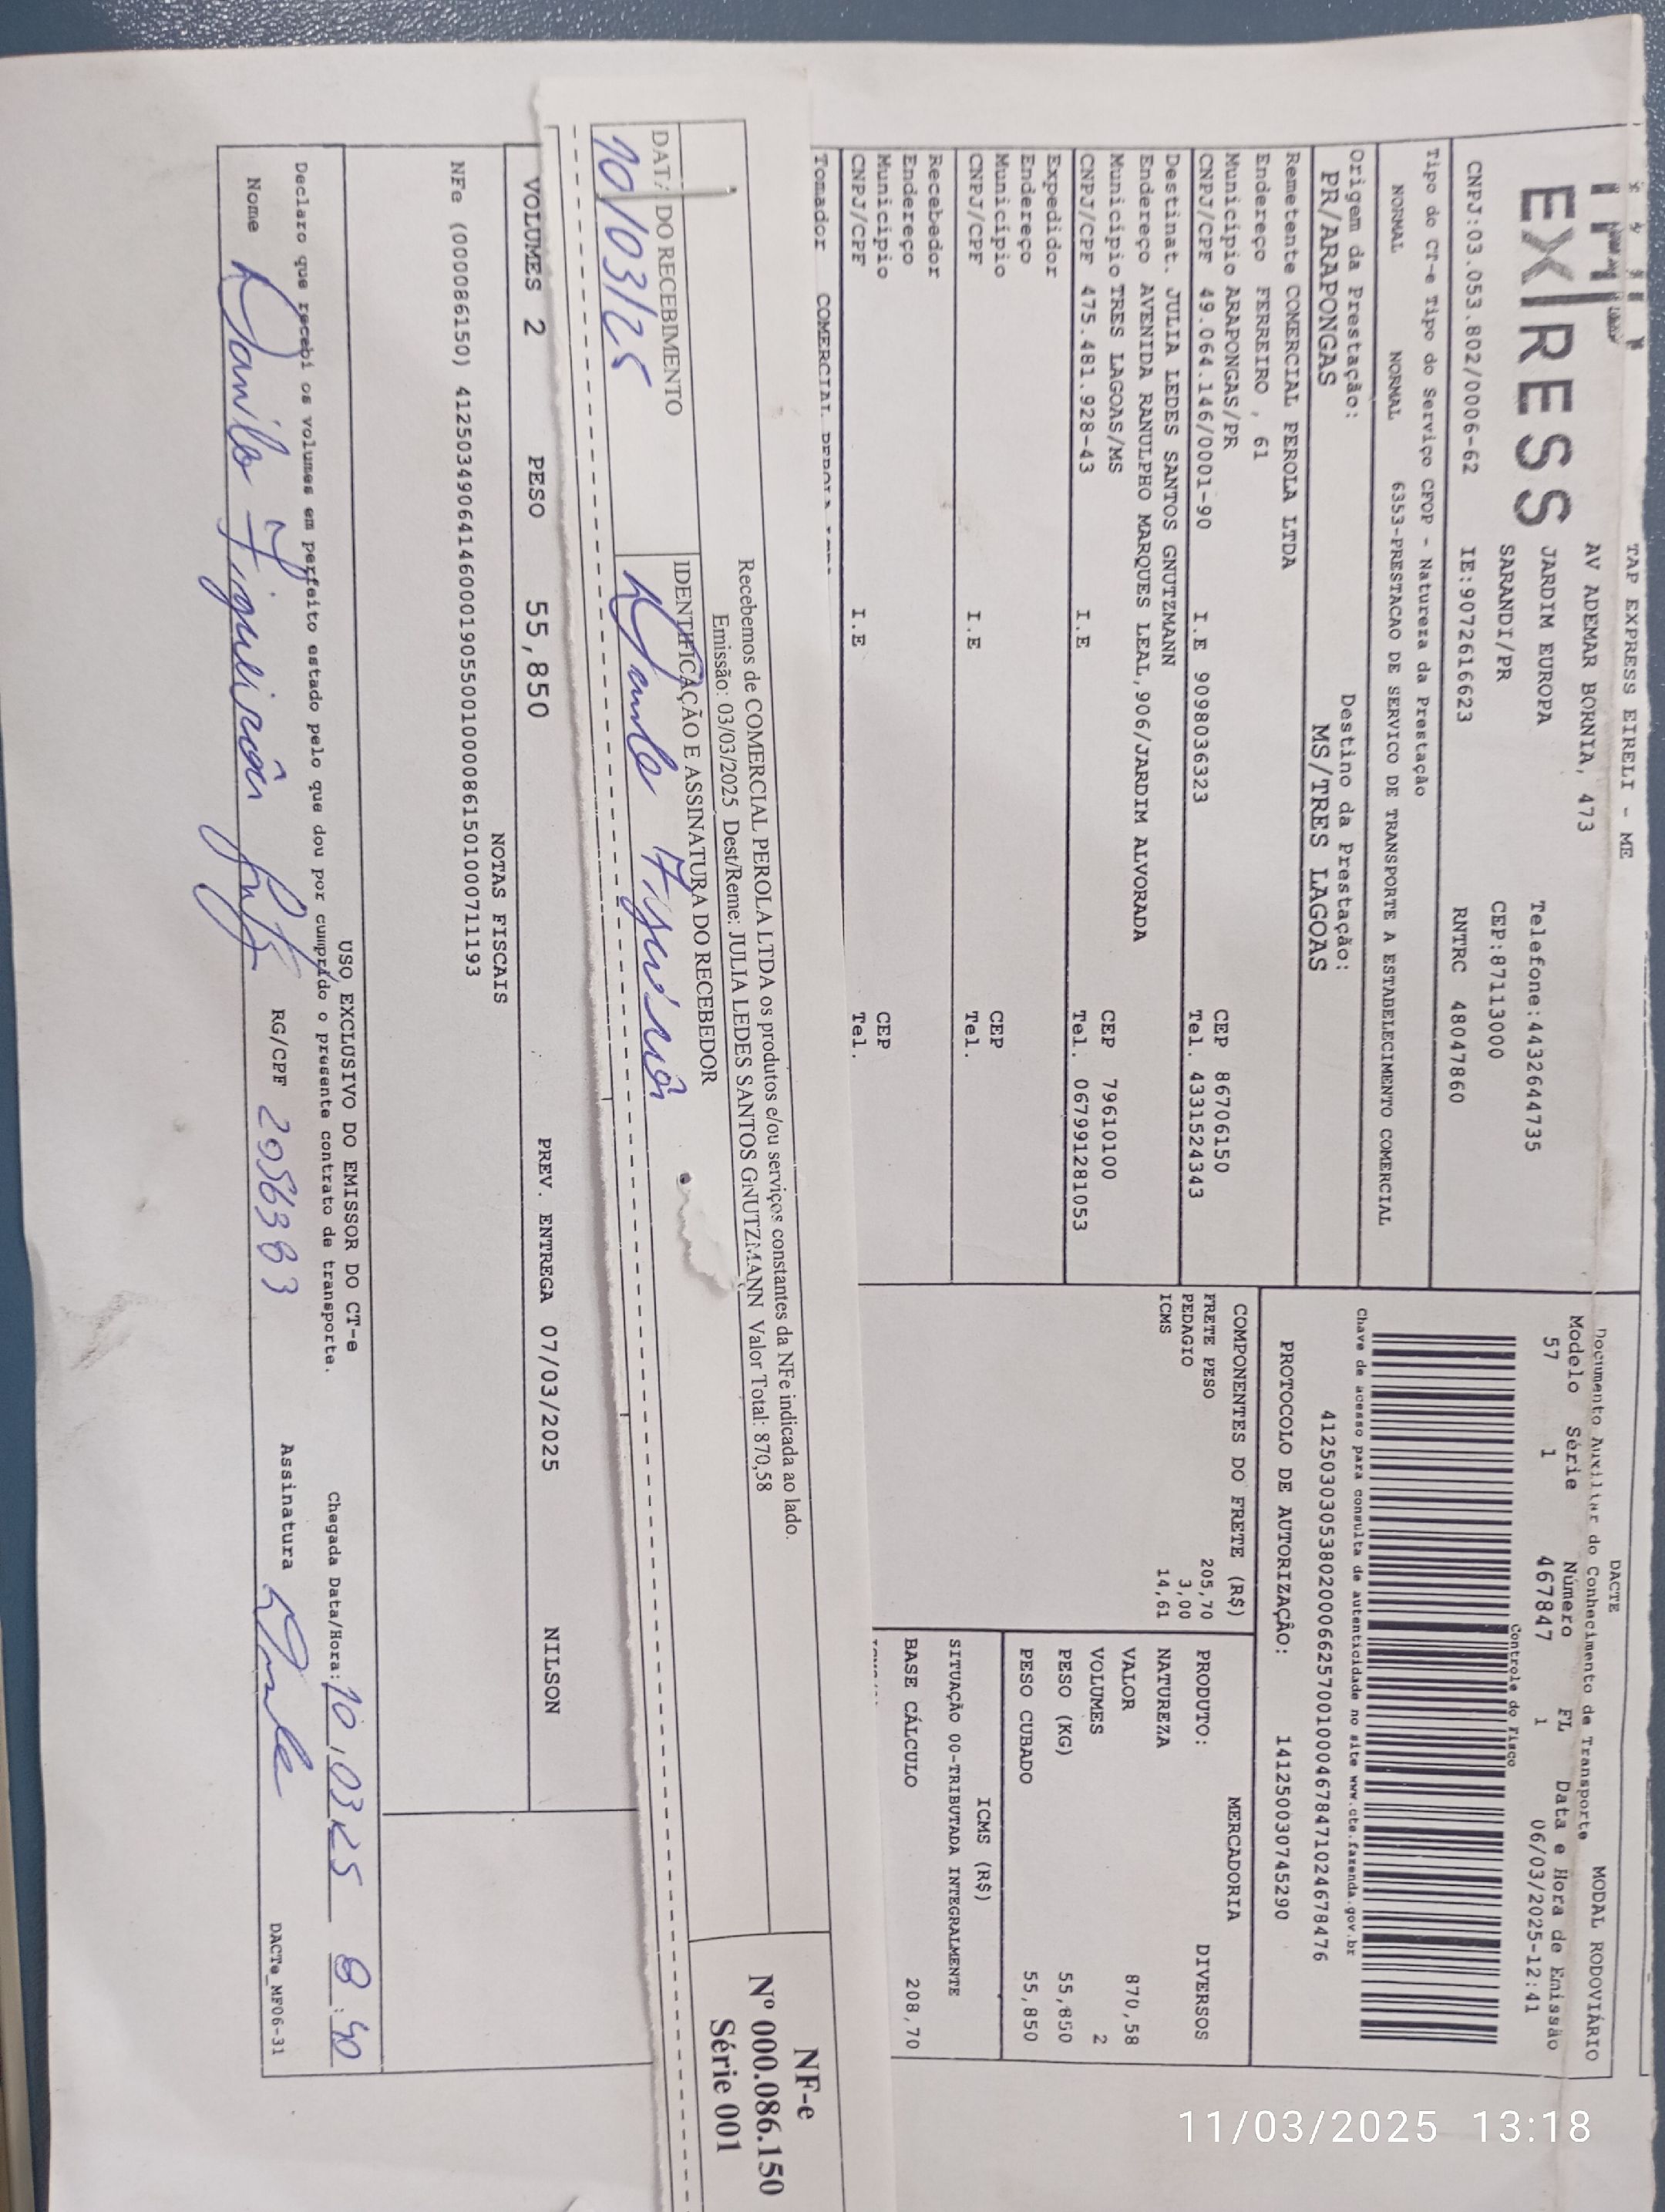 EXPRESS
TAP EXPRESS EIRELI - ME
AV ADEMAR BORNIA, 473
JARDIM EUROPA Telefone:4432644735
SARANDI/PR CEP:87113000
CNPJ:03.053.802/0006-62 IE:9072616623 RNTRC 48047860
Tipo do CT-e Tipo do Serviço CFOP - Natureza da Prestação
NORMAL NORMAL 6353-PRESTACAO DE SERVICO DE TRANSPORTE A ESTABELECIMENTO COMERCIAL
Origem da Prestação: Destino da Prestação:
PR/ARAPONGAS MS/TRES LAGOAS
Remetente COMERCIAL PEROLA LTDA
Endereço FERREIRO , 61
Município ARAPONGAS/PR CEP 86706150
CNPJ/CPF 49.064.146/0001-90 I.E 9098036323 Tel. 4331524343
Destinat. JULIA LEDES SANTOS GNUTZMANN
Endereço AVENIDA RANULPHO MARQUES LEAL,906/JARDIM ALVORADA
Município TRES LAGOAS/MS CEP 79610100
CNPJ/CPF 475.481.928-43 I.E Tel. 067991281053
Expedidor
Endereço
Município CEP
CNPJ/CPF I.E Tel.
Recebedor
Endereço
Município CEP
CNPJ/CPF I.E Tel.
Tomador COMERCIAL PEROLA LTDA
DACTE MODAL RODOVIÁRIO
Documento Auxiliar do Conhecimento de Transporte
Modelo Série Número FL Data e Hora de Emissão
57 1 467847 1 06/03/2025-12:41
Controle do Fisco
Chave de acesso para consulta de autenticidade no site www.cte.fazenda.gov.br
41250303053802000662570010004678471024678476
PROTOCOLO DE AUTORIZAÇÃO: 141250030745290
COMPONENTES DO FRETE (R$)
FRETE PESO 205,70
PEDAGIO 3,00
ICMS 14,61
MERCADORIA
PRODUTO: DIVERSOS
NATUREZA
VALOR 870,58
VOLUMES 2
PESO (KG) 55,850
PESO CUBADO 55,850
ICMS (R$)
SITUAÇÃO 00-TRIBUTADA INTEGRALMENTE
BASE CÁLCULO 208,70
Recebemos de COMERCIAL PEROLA LTDA os produtos e/ou serviços constantes da NFe indicada ao lado.
Emissão: 03/03/2025 Dest/Reme: JULIA LEDES SANTOS GNUTZMANN Valor Total: 870,58
DATA DO RECEBIMENTO IDENTIFICAÇÃO E ASSINATURA DO RECEBEDOR
10/03/25 Danilo Figueirôa
NF-e
Nº 000.086.150
Série 001
VOLUMES 2 PESO 55,850 PREV. ENTREGA 07/03/2025 NILSON
NOTAS FISCAIS
NFe (000086150) 41250349064146000190550010000861501000711193
USO EXCLUSIVO DO EMISSOR DO CT-e
Declaro que recebi os volumes em perfeito estado pelo que dou por cumprido o presente contrato de transporte. Chegada Data/Hora: 10/03/25 8:40
Nome Danilo Figueirôa RG/CPF 2056383 Assinatura
DACTe_MF06-31
11/03/2025 13:18